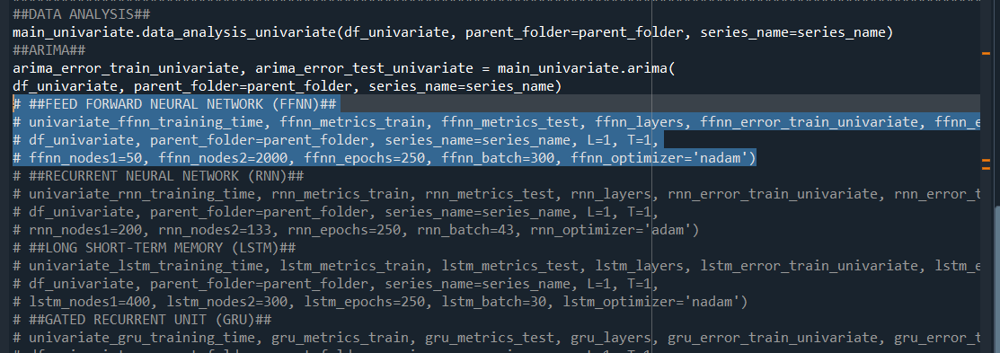 ##DATA ANALYSIS##
main_univariate.data_analysis_univariate(df_univariate, parent_folder=parent_folder, series_name=series_name)
##ARIMA##
arima_error_train_univariate, arima_error_test_univariate = main_univariate.arima(
df_univariate, parent_folder=parent_folder, series_name=series_name)
# ##FEED FORWARD NEURAL NETWORK (FFNN)##
# univariate_ffnn_training_time, ffnn_metrics_train, ffnn_metrics_test, ffnn_layers, ffnn_error_train_univariate, ffnn_e
# df_univariate, parent_folder=parent_folder, series_name=series_name, L=1, T=1,
# ffnn_nodes1=50, ffnn_nodes2=2000, ffnn_epochs=250, ffnn_batch=300, ffnn_optimizer='nadam')
# ##RECURRENT NEURAL NETWORK (RNN)##
# univariate_rnn_training_time, rnn_metrics_train, rnn_metrics_test, rnn_layers, rnn_error_train_univariate, rnn_error_t
# df_univariate, parent_folder=parent_folder, series_name=series_name, L=1, T=1,
# rnn_nodes1=200, rnn_nodes2=133, rnn_epochs=250, rnn_batch=43, rnn_optimizer='adam')
# ##LONG SHORT-TERM MEMORY (LSTM)##
# univariate_lstm_training_time, lstm_metrics_train, lstm_metrics_test, lstm_layers, lstm_error_train_univariate, lstm_e
# df_univariate, parent_folder=parent_folder, series_name=series_name, L=1, T=1,
# lstm_nodes1=400, lstm_nodes2=300, lstm_epochs=250, lstm_batch=30, lstm_optimizer='nadam')
# ##GATED RECURRENT UNIT (GRU)##
# univariate_gru_training_time, gru_metrics_train, gru_metrics_test, gru_layers, gru_error_train_univariate, gru_error_t